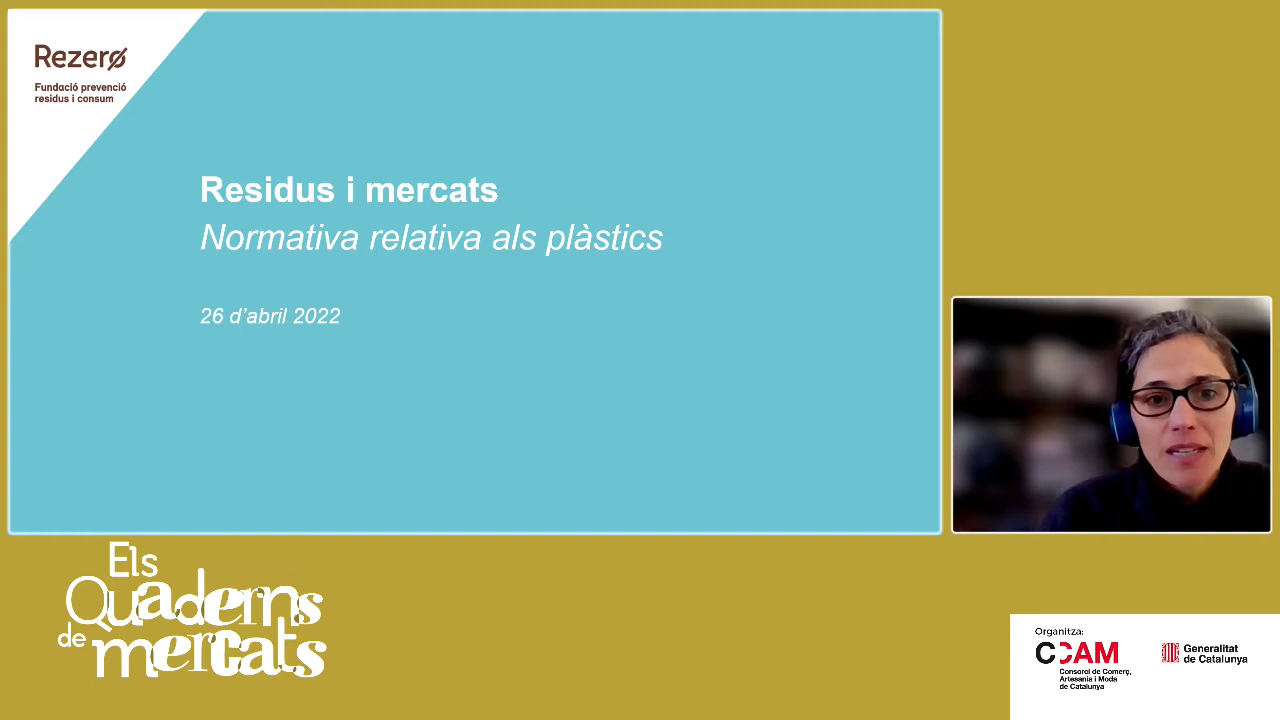 Rezero
Fundació prevenció
residus i consum
Residus i mercats
Normativa relativa als plàstics
26 d'abril 2022
Els
Quaderns
de mercats
Organitza:
CCAM
Consorci de Comerç,
Artesania i Moda
de Catalunya
Generalitat
de Catalunya